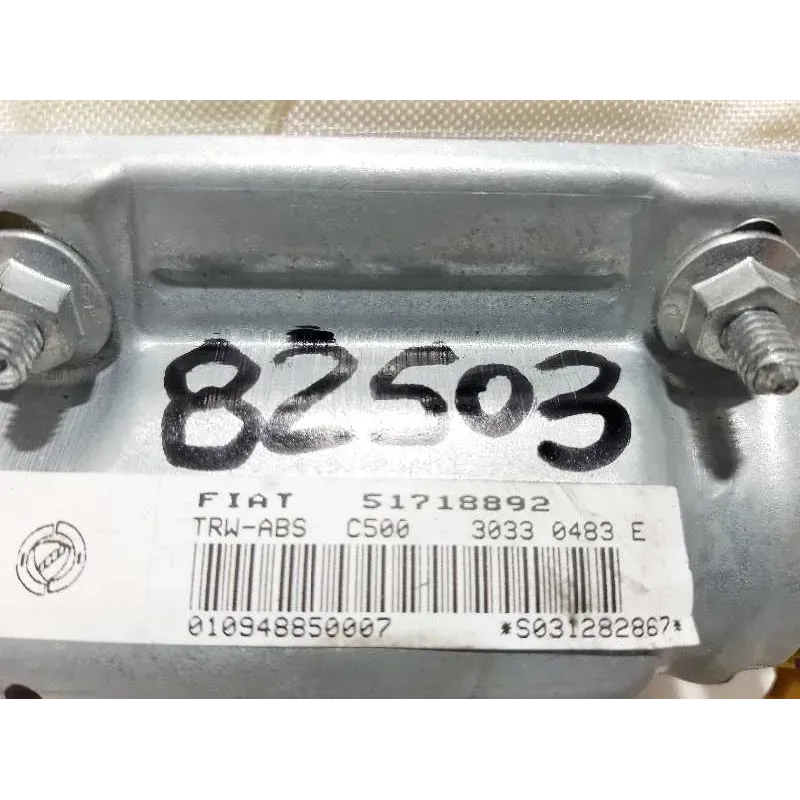 82503
FIAT 51718892
TRW-ABS C500 3033 0483 E
010948850007 *S031282867*